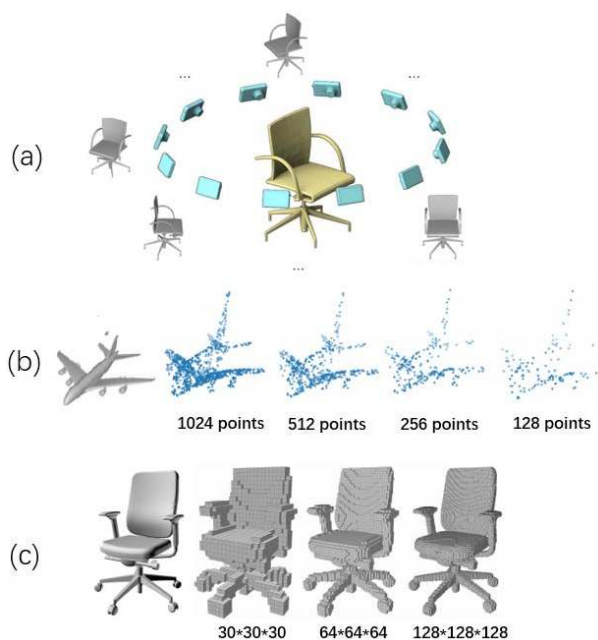 ...
...
(a)
...
(b)
1024 points
512 points
256 points
128 points
(c)
30*30*30
64*64*64
128*128*128